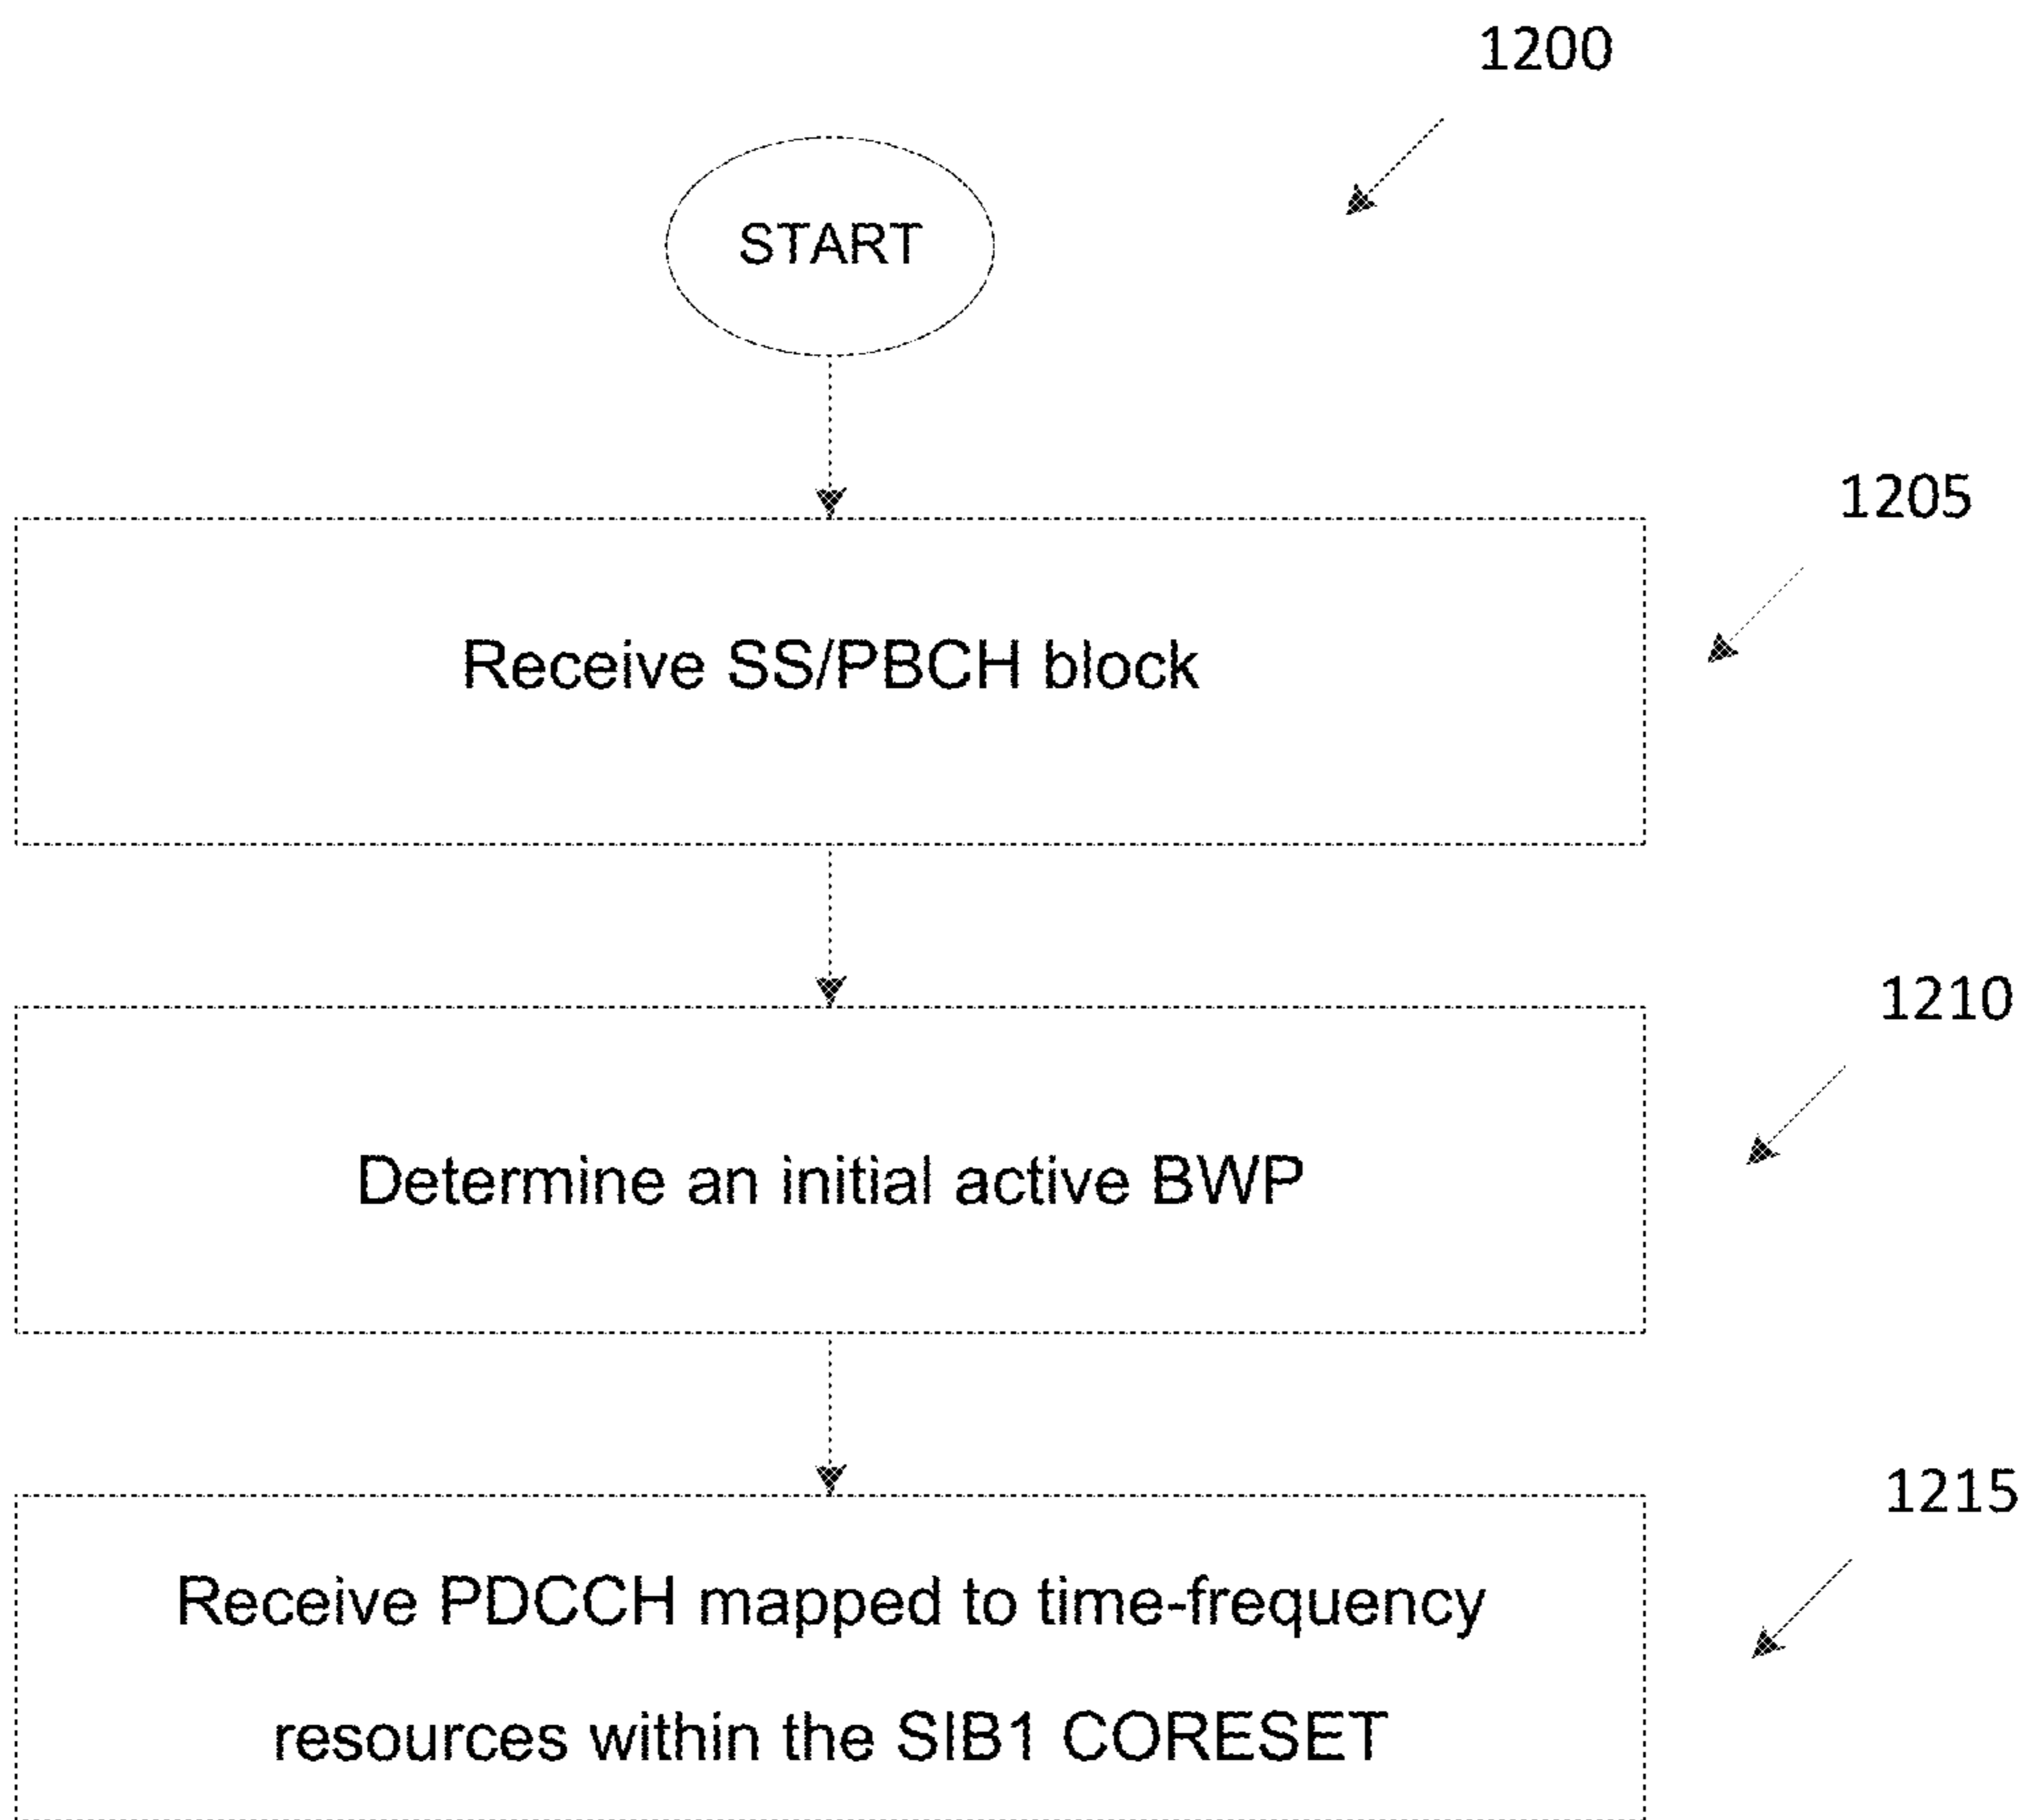 1200
START
1205
Receive SS/PBCH block
1210
Determine an initial active BWP
1215
Receive PDCCH mapped to time-frequency
resources within the SIB1 CORESET